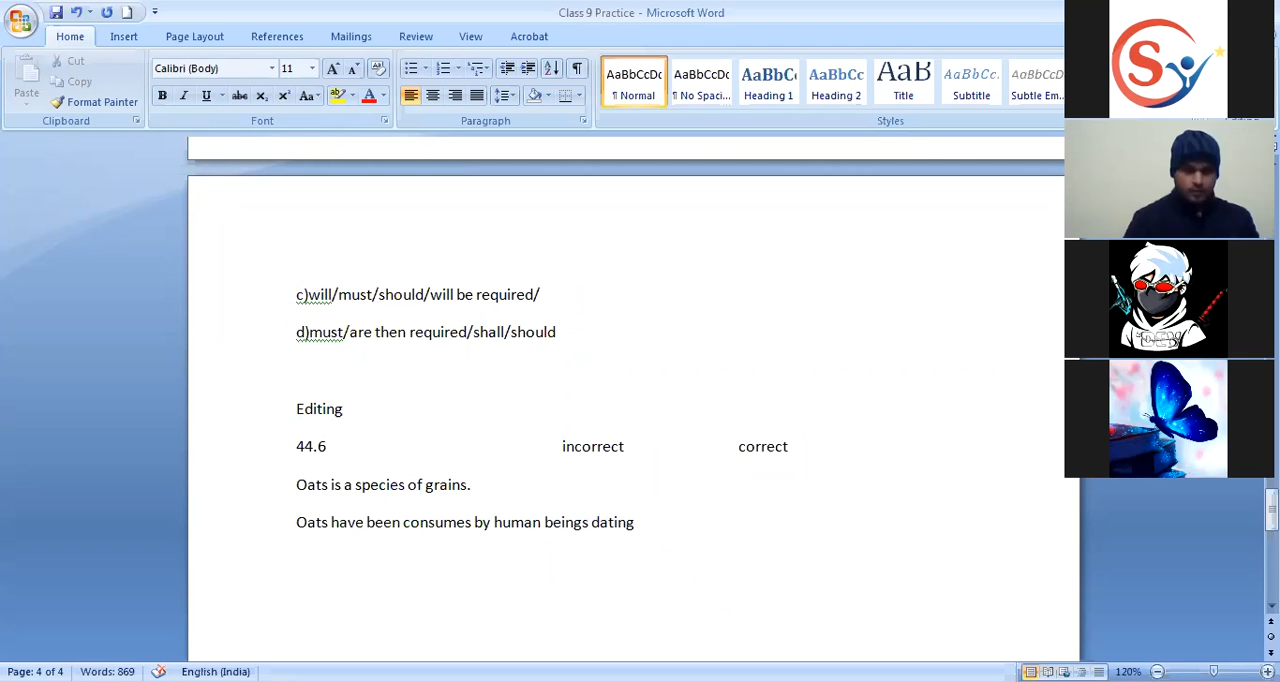 Class 9 Practice - Microsoft Word
Home Insert Page Layout References Mailings Review View Acrobat
Paste
Cut
Copy
Format Painter
Clipboard
Calibri (Body) 11
Font
Paragraph
AaBbCcDc AaBbCcDc AaBbC AaBbCc AaB AaBbCc. AaBbCcDc
¶ Normal ¶ No Spaci... Heading 1 Heading 2 Title Subtitle Subtle Em...
Styles
c)will/must/should/will be required/
d)must/are then required/shall/should
Editing
44.6 incorrect correct
Oats is a species of grains.
Oats have been consumes by human beings dating
Page: 4 of 4 Words: 869 English (India) 120%
S